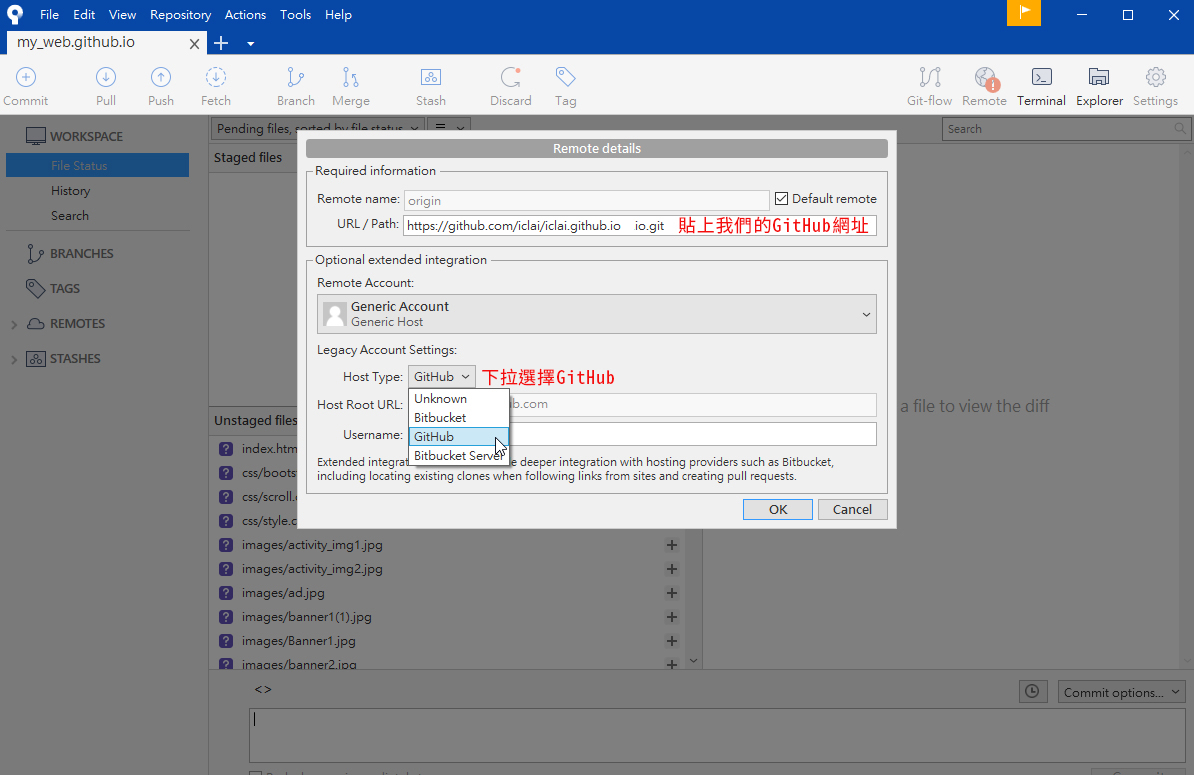 File Edit View Repository Actions Tools Help
my_web.github.io
Commit Pull Push Fetch Branch Merge Stash Discard Tag Git-flow Remote Terminal Explorer Settings
WORKSPACE
File Status
History
Search
BRANCHES
TAGS
REMOTES
STASHES
Pending files, sorted by file status
Search
Staged files
Remote details
Required information
Remote name: origin Default remote
URL / Path: https://github.com/iclai/iclai.github.io io.git 貼上我們的GitHub網址
Optional extended integration
Remote Account:
Generic Account
Generic Host
Legacy Account Settings:
Host Type: GitHub 下拉選擇GitHub
Unknown
Host Root URL: b.com
Bitbucket
Username: GitHub
Bitbucket Server
Extended integrat e deeper integration with hosting providers such as Bitbucket,
including locating existing clones when following links from sites and creating pull requests.
OK Cancel
a file to view the diff
Unstaged files
index.htm
css/boots
css/scroll.
css/style.c
images/activity_img1.jpg
images/activity_img2.jpg
images/ad.jpg
images/banner1(1).jpg
images/Banner1.jpg
images/banner2.jpg
<>
Commit options...